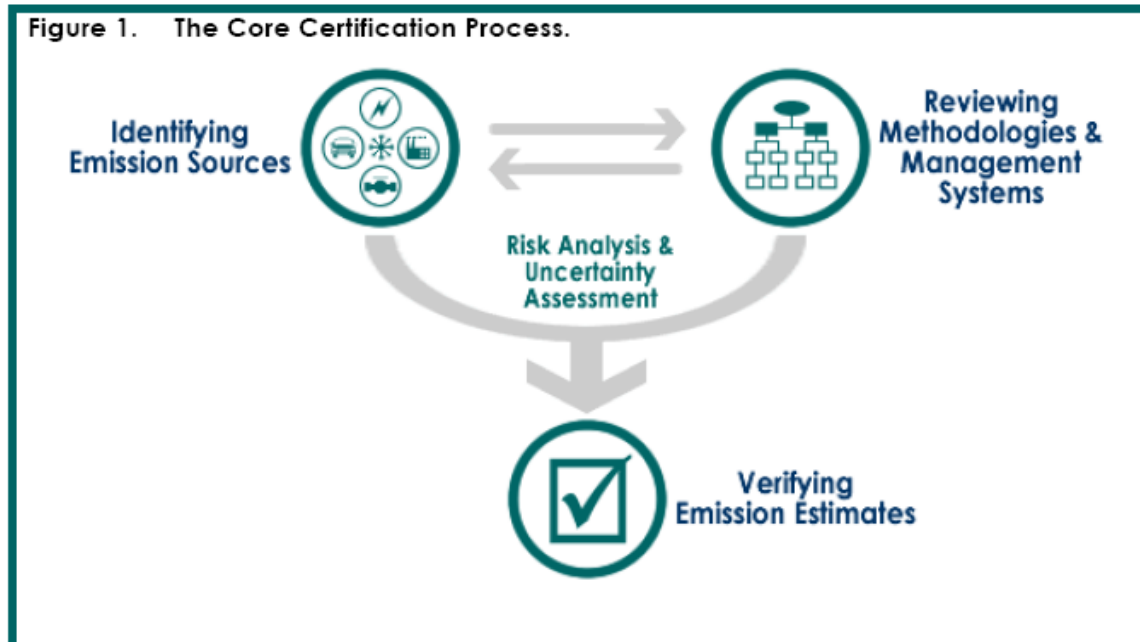 Figure 1. The Core Certification Process.
Identifying
Emission Sources
Reviewing
Methodologies &
Management
Systems
Risk Analysis &
Uncertainty
Assessment
Verifying
Emission Estimates